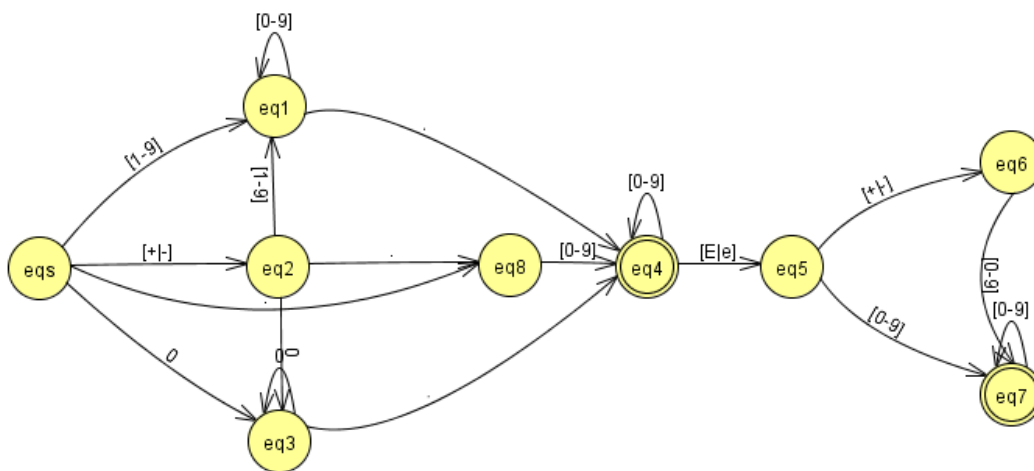 [0-9]
eq1
.
[1-9]
[1-9]
eq6
[0-9]
[+|-]
[+|-]
.
[0-9]
[E|e]
eqs
eq2
eq8
eq4
eq5
[0-9]
.
[0-9]
[0-9]
0
0
0
.
eq3
eq7